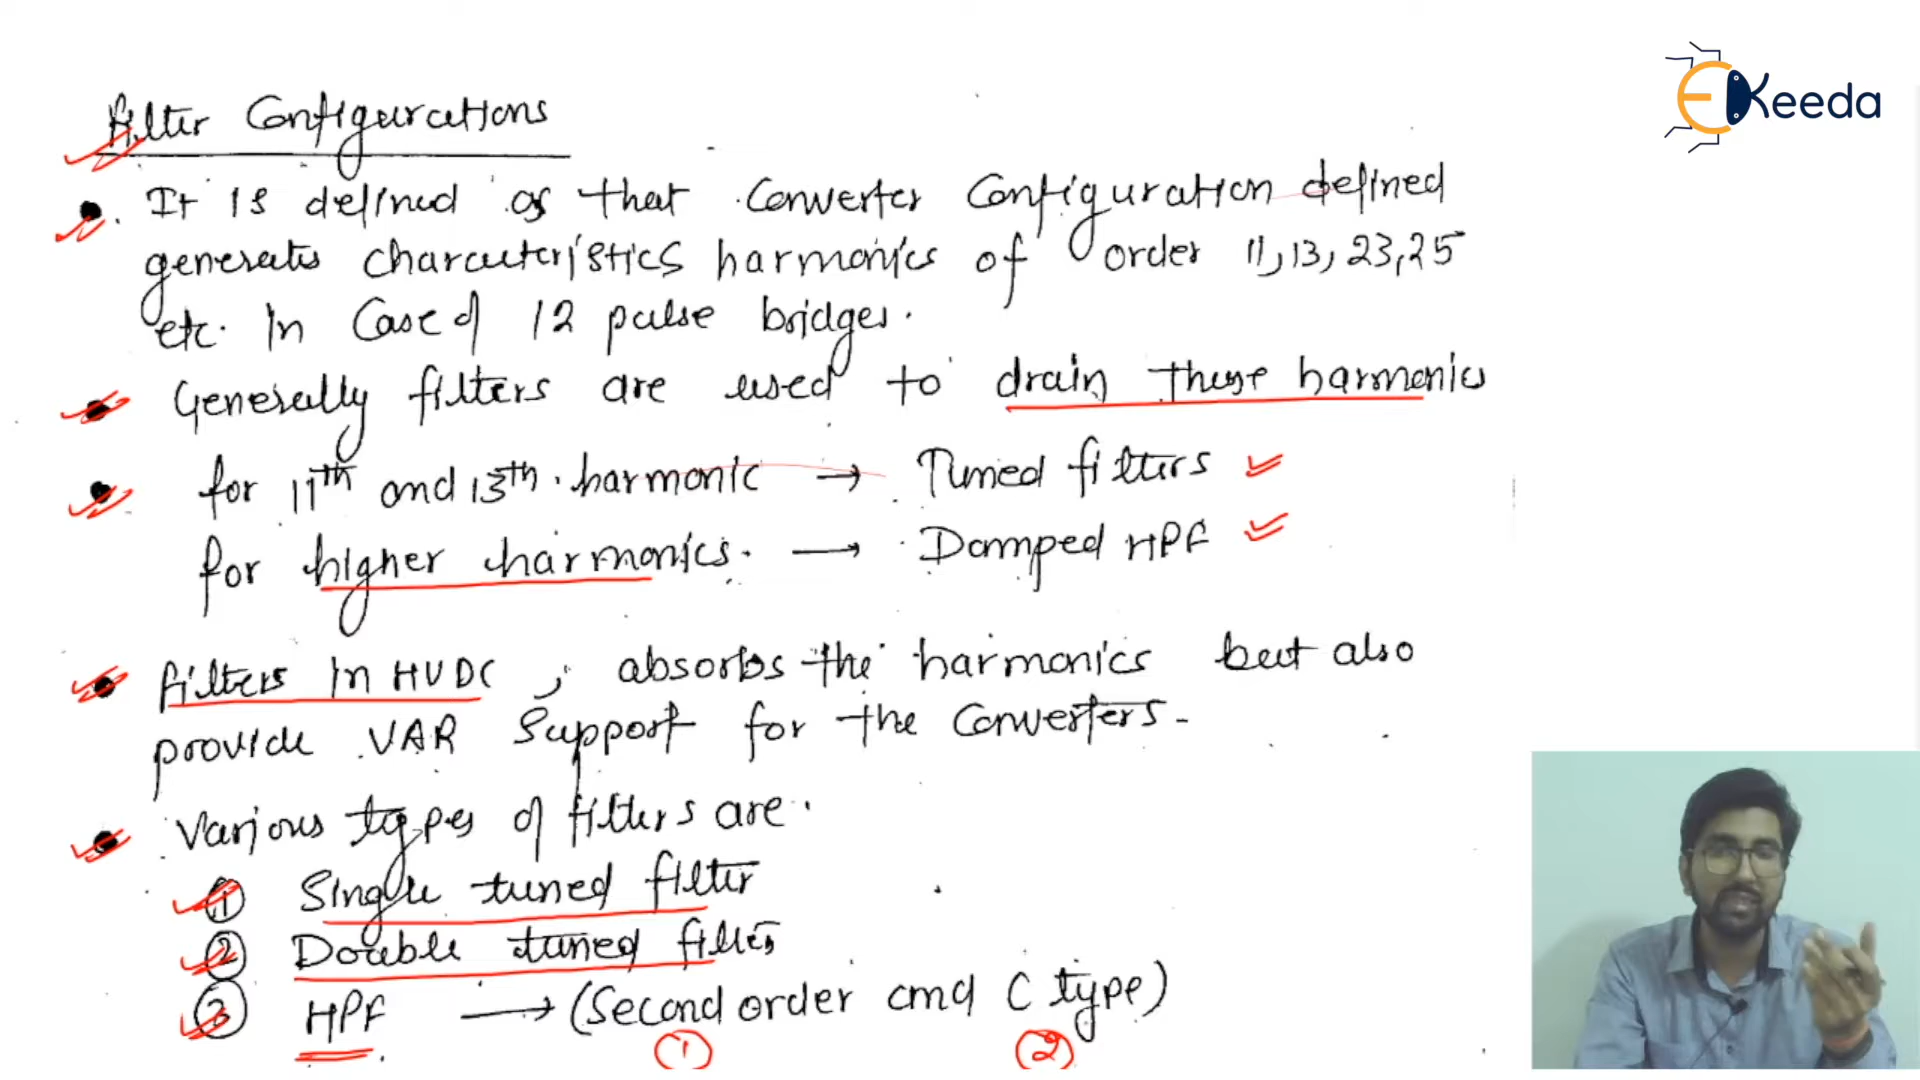 EKeeda
Filter Configurations
It is defined as that converter configuration defined
generates characteristics harmonics of order 11, 13, 23, 25
etc. In case of 12 pulse bridges.
Generally filters are used to drain these harmonics
for 11th and 13th harmonic → Tuned filters
for higher harmonics. → Damped HPF
filters in HVDC, absorbs the harmonics but also
provide VAR support for the converters.
Various types of filters are.
① Single tuned filter
② Double tuned filter
③ HPF → (Second order and C type)
① ②